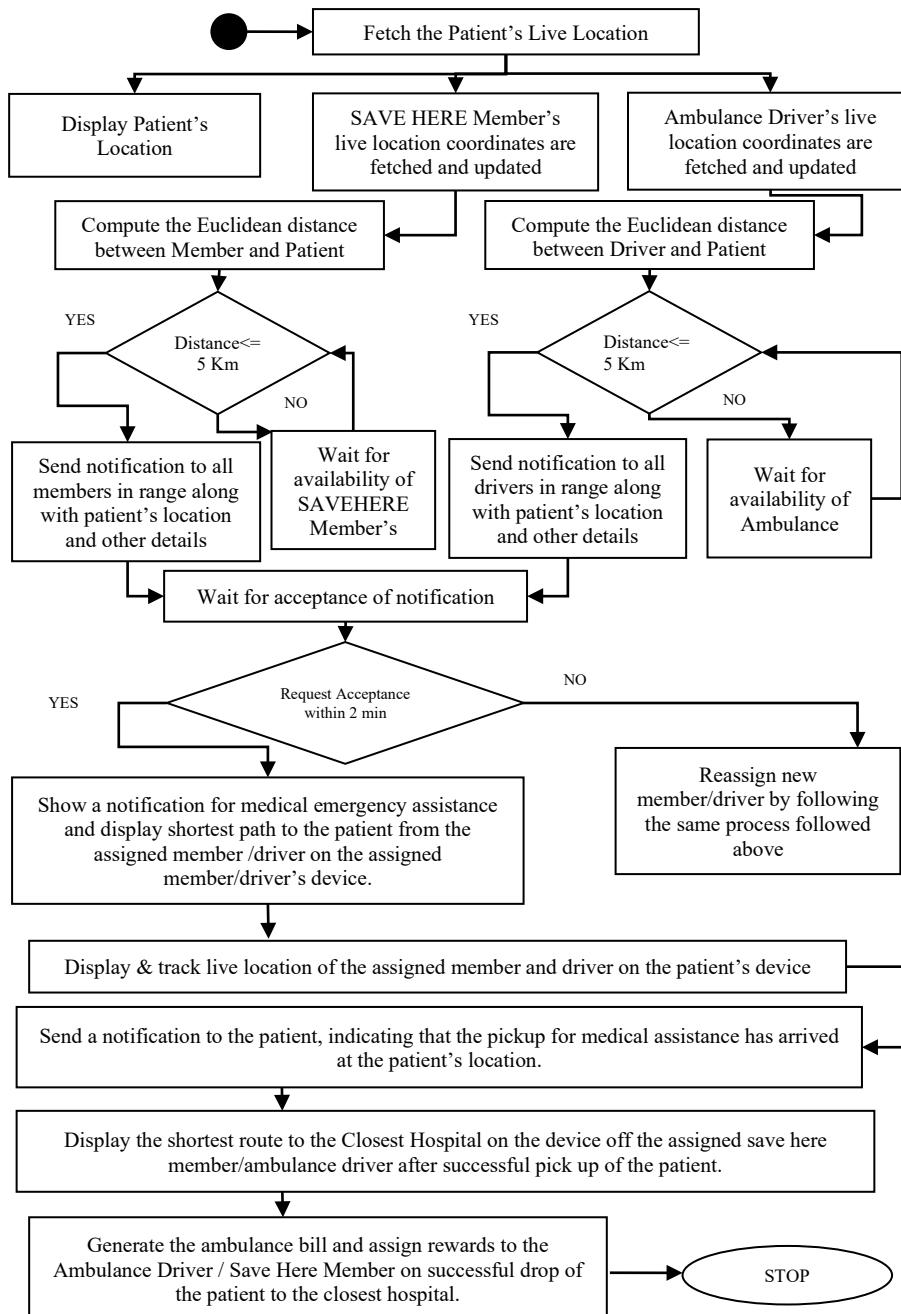 Fetch the Patient's Live Location
Display Patient's
Location
SAVE HERE Member's
live location coordinates are
fetched and updated
Ambulance Driver's live
location coordinates are
fetched and updated
Compute the Euclidean distance
between Member and Patient
Compute the Euclidean distance
between Driver and Patient
YES
Distance<=
5 Km
NO
YES
Distance<=
5 Km
NO
Send notification to all
members in range along
with patient's location
and other details
Wait for
availability of
SAVEHERE
Member's
Send notification to all
drivers in range along
with patient's location
and other details
Wait for
availability of
Ambulance
Wait for acceptance of notification
YES
Request Acceptance
within 2 min
NO
Show a notification for medical emergency assistance
and display shortest path to the patient from the
assigned member /driver on the assigned
member/driver's device.
Reassign new
member/driver by following
the same process followed
above
Display & track live location of the assigned member and driver on the patient's device
Send a notification to the patient, indicating that the pickup for medical assistance has arrived
at the patient's location.
Display the shortest route to the Closest Hospital on the device off the assigned save here
member/ambulance driver after successful pick up of the patient.
Generate the ambulance bill and assign rewards to the
Ambulance Driver / Save Here Member on successful drop of
the patient to the closest hospital.
STOP